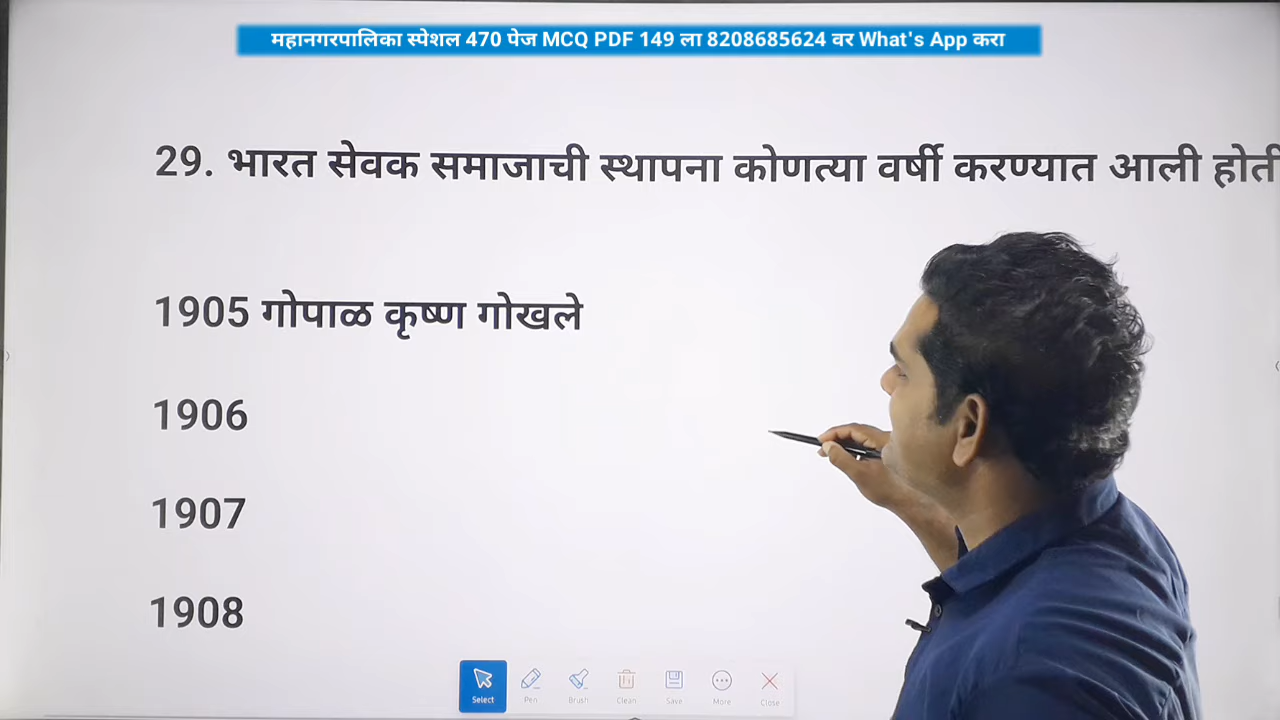 महानगरपालिका स्पेशल 470 पेज MCQ PDF 149 ला 8208685624 वर What's App करा
29. भारत सेवक समाजाची स्थापना कोणत्या वर्षी करण्यात आली होती
1905 गोपाळ कृष्ण गोखले
1906
1907
1908
Select Pen Brush Clean Save More Close